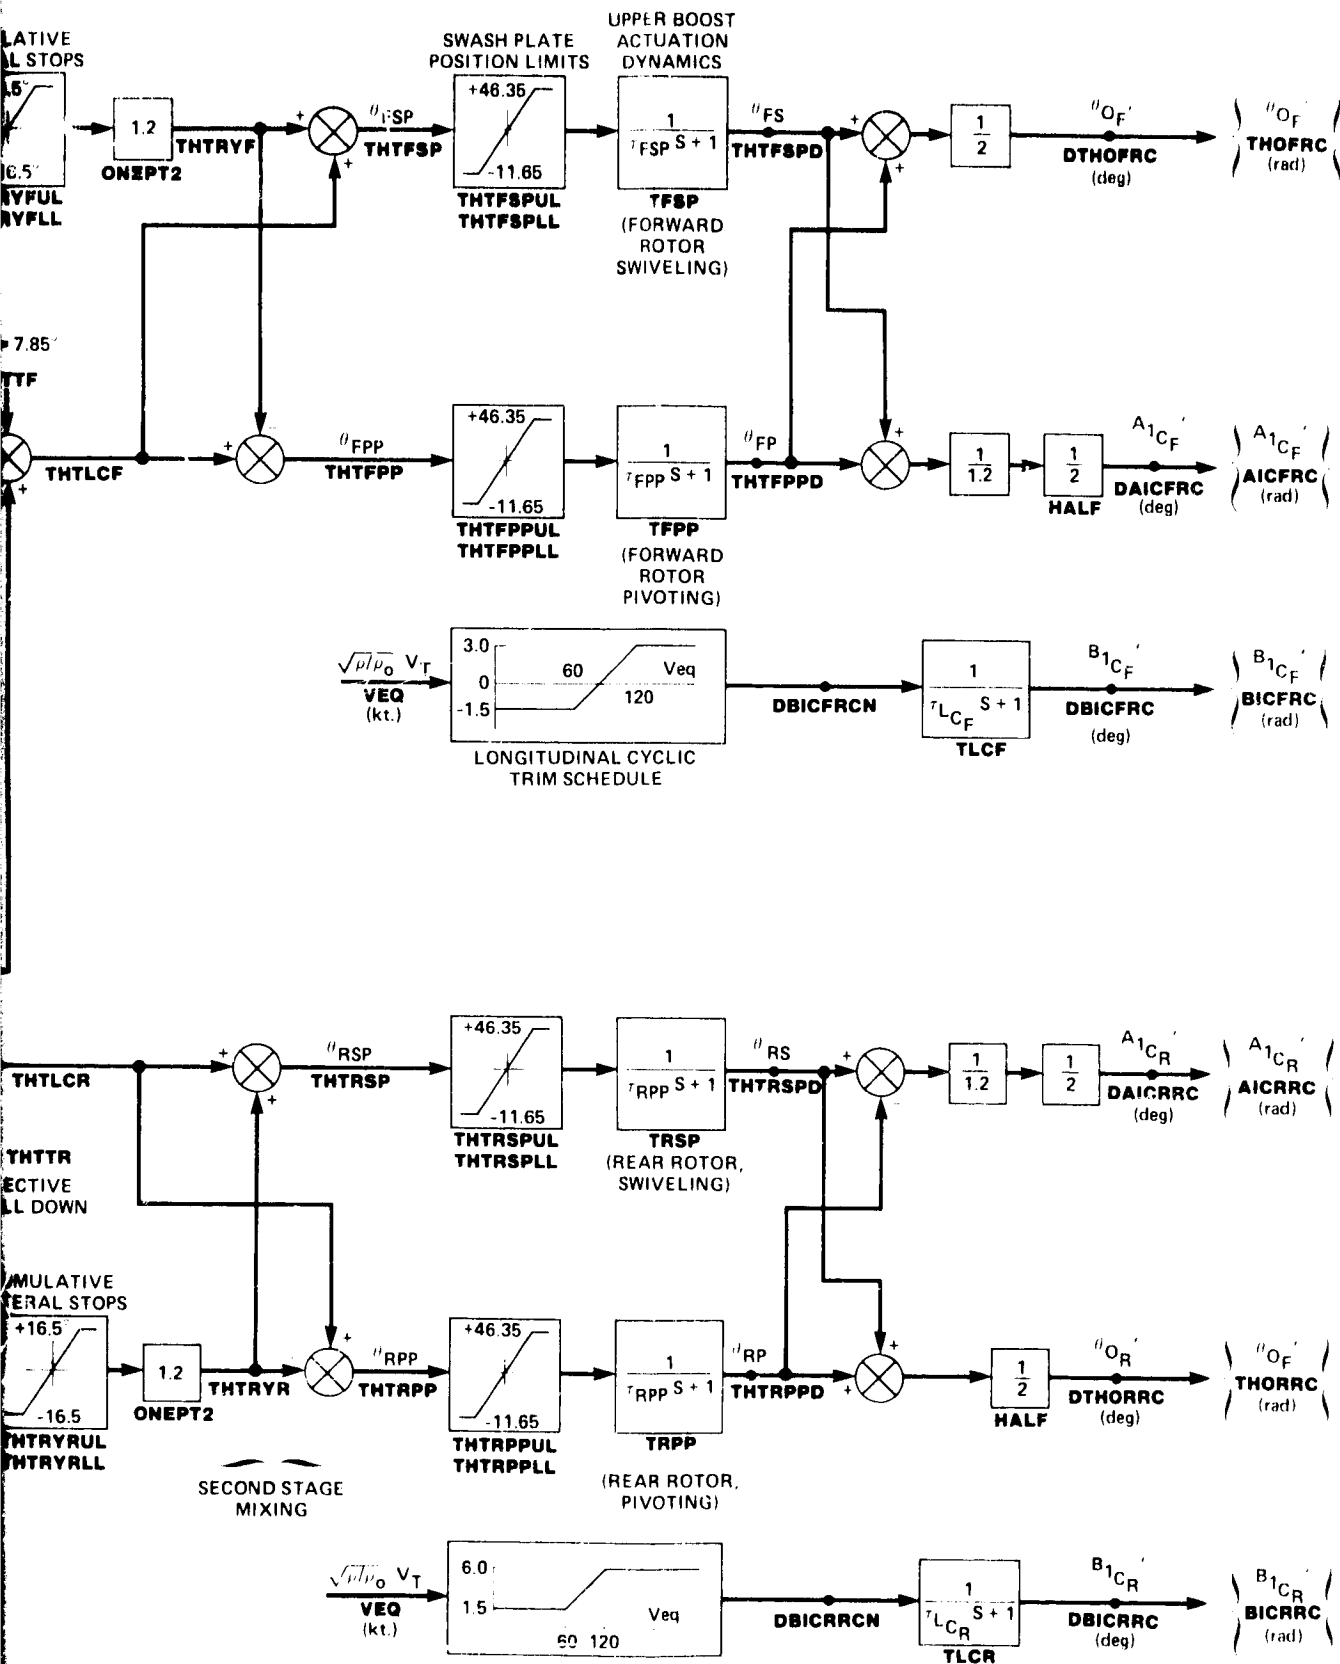 LATIVE
L STOPS
.5°
6.5°
RYFUL
RYFLL
1.2
ONEPT2
THTRYF
+
+
θFSP
THTFSP
SWASH PLATE
POSITION LIMITS
+46.35
-11.65
THTFSPUL
THTFSPLL
UPPER BOOST
ACTUATION
DYNAMICS
1
τFSP S + 1
TFSP
(FORWARD
ROTOR
SWIVELING)
θFS
THTFSPD
+
+
1
2
θOF'
DTHOFRC
(deg)
θOF'
THOFRC
(rad)
= 7.85°
TTF
+
THTLCF
+
-
θFPP
THTFPP
+46.35
-11.65
THTFPPUL
THTFPPLL
1
τFPP S + 1
TFPP
(FORWARD
ROTOR
PIVOTING)
θFP
THTFPPD
+
1
1.2
1
2
HALF
A1CF'
DAICFRC
(deg)
A1CF'
AICFRC
(rad)
√ρ/ρo VT
VEQ
(kt.)
3.0
0
-1.5
60
120
Veq
LONGITUDINAL CYCLIC
TRIM SCHEDULE
DBICFRCN
1
τLCF S + 1
TLCF
B1CF'
DBICFRC
(deg)
B1CF'
BICFRC
(rad)
THTLCR
+
+
θRSP
THTRSP
+46.35
-11.65
THTRSPUL
THTRSPLL
1
τRPP S + 1
TRSP
(REAR ROTOR,
SWIVELING)
θRS
THTRSPD
+
-
1
1.2
1
2
A1CR'
DAICRRC
(deg)
A1CR'
AICRRC
(rad)
THTTR
ECTIVE
LL DOWN
MULATIVE
ERAL STOPS
+16.5°
-16.5
HTRYRUL
HTRYRLL
1.2
ONEPT2
THTRYR
-
+
θRPP
THTRPP
+46.35
-11.65
THTRPPUL
THTRPPLL
1
τRPP S + 1
TRPP
(REAR ROTOR,
PIVOTING)
θRP
THTRPPD
+
+
1
2
HALF
θOR'
DTHORRC
(deg)
θOF'
THORRC
(rad)
SECOND STAGE
MIXING
√ρ/ρo VT
VEQ
(kt.)
6.0
1.5
60 120
Veq
DBICRRCN
1
τLCR S + 1
TLCR
B1CR'
DBICRRC
(deg)
B1CR'
BICRRC
(rad)